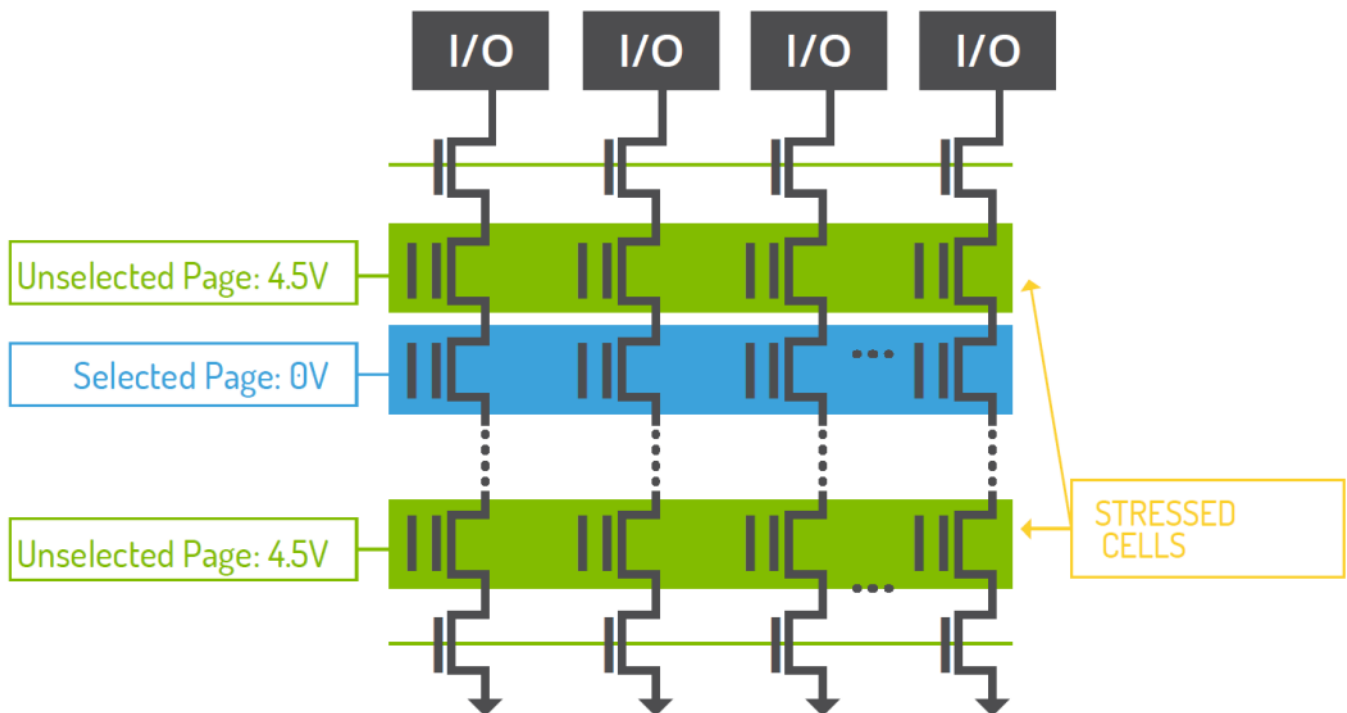 I/O I/O I/O I/O
Unselected Page: 4.5V
Selected Page: 0V
Unselected Page: 4.5V
STRESSED
CELLS